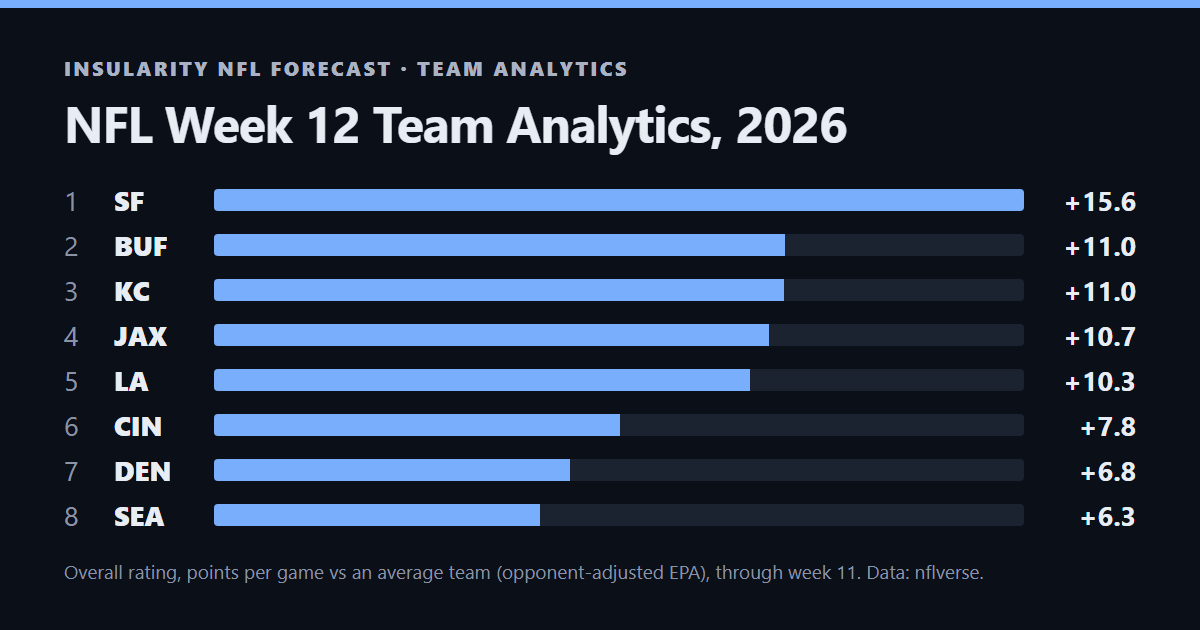 INSULARITY NFL FORECAST · TEAM ANALYTICS
NFL Week 12 Team Analytics, 2026
1 SF +15.6
2 BUF +11.0
3 KC +11.0
4 JAX +10.7
5 LA +10.3
6 CIN +7.8
7 DEN +6.8
8 SEA +6.3
Overall rating, points per game vs an average team (opponent-adjusted EPA), through week 11. Data: nflverse.